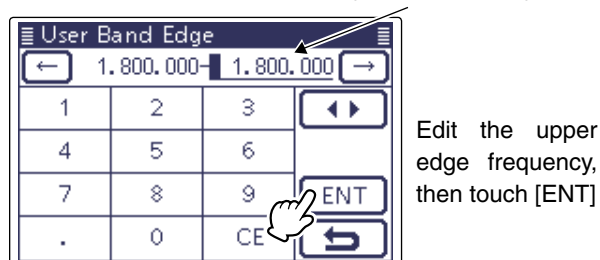 User Band Edge
← 1.800.000- 1.800.000 →
1 2 3 ◀▶
4 5 6
7 8 9 ENT
. 0 CE
Edit the upper
edge frequency,
then touch [ENT]